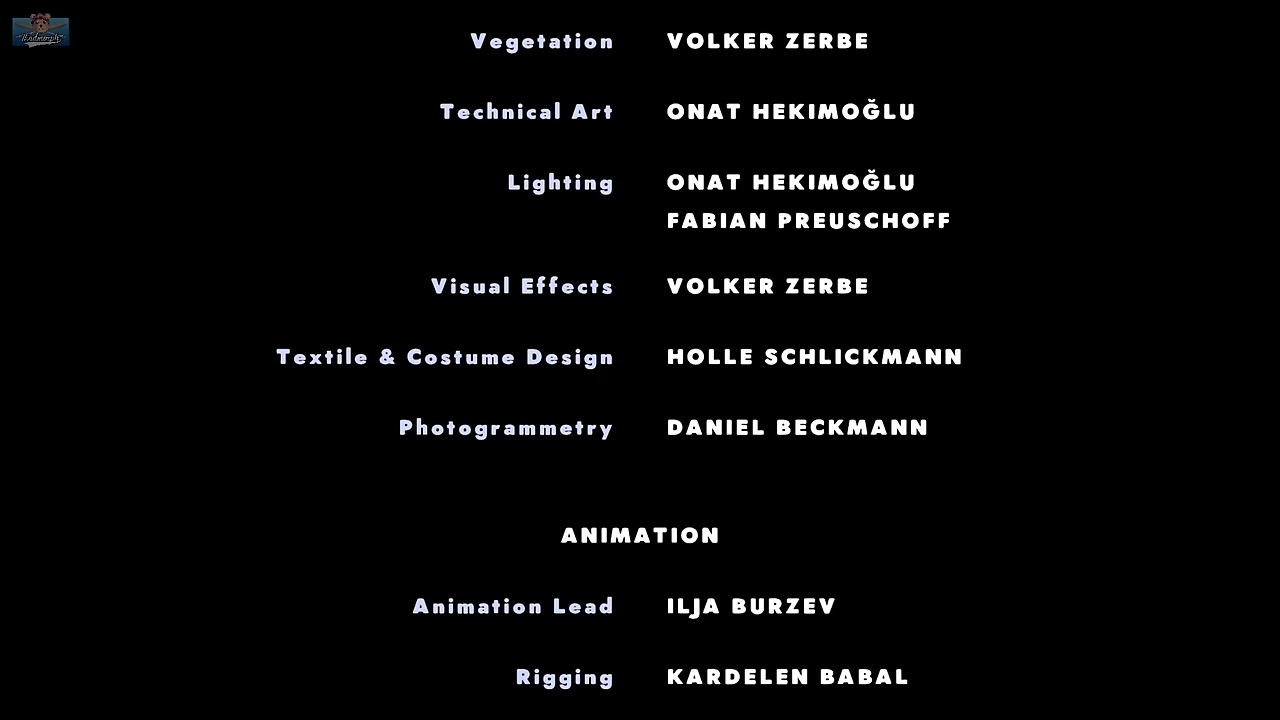 Vegetation VOLKER ZERBE
Technical Art ONAT HEKIMOĞLU
Lighting ONAT HEKIMOĞLU
FABIAN PREUSCHOFF
Visual Effects VOLKER ZERBE
Textile & Costume Design HOLLE SCHLICKMANN
Photogrammetry DANIEL BECKMANN
ANIMATION
Animation Lead ILJA BURZEV
Rigging KARDELEN BABAL